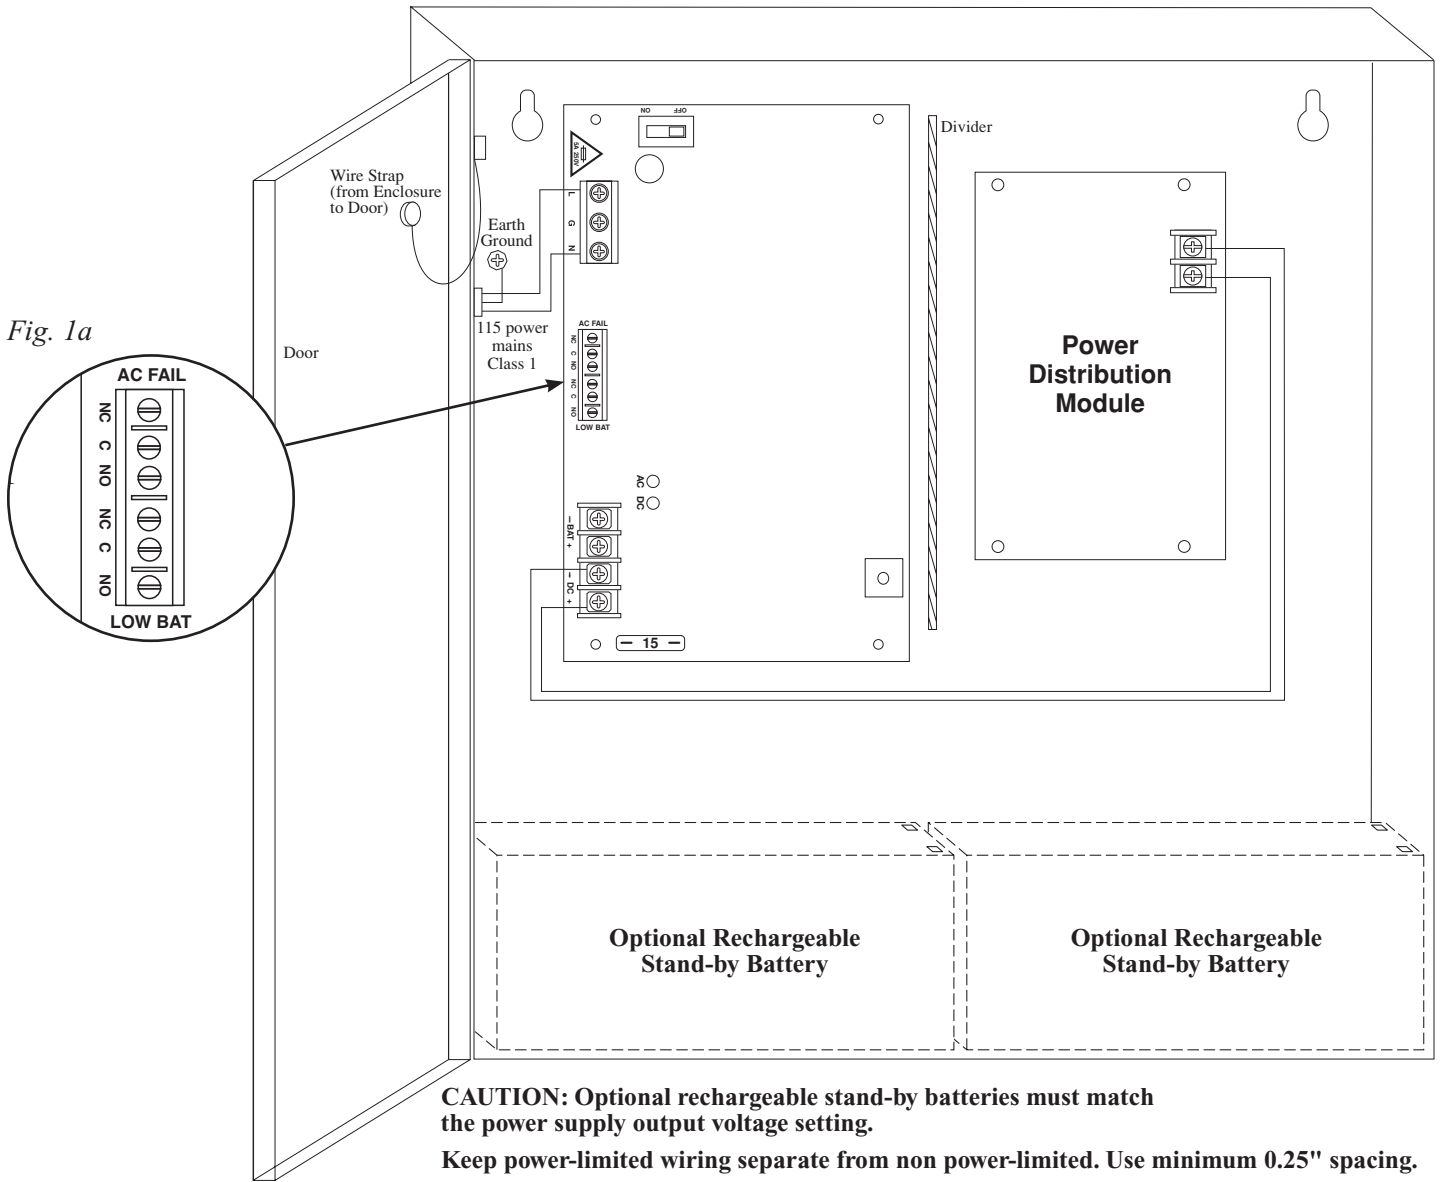 ON OFF
5A 250V
Divider
Wire Strap
(from Enclosure
to Door)
L
G
N
Earth
Ground
115 power
mains
Class 1
Fig. 1a
Door
AC FAIL
NC
C
NO
NC
C
NO
LOW BAT
AC FAIL
NC
C
NO
NC
C
NO
LOW BAT
Power
Distribution
Module
AC
DC
– BAT +
– DC +
– 15 –
Optional Rechargeable
Stand-by Battery
Optional Rechargeable
Stand-by Battery
CAUTION: Optional rechargeable stand-by batteries must match
the power supply output voltage setting.
Keep power-limited wiring separate from non power-limited. Use minimum 0.25" spacing.